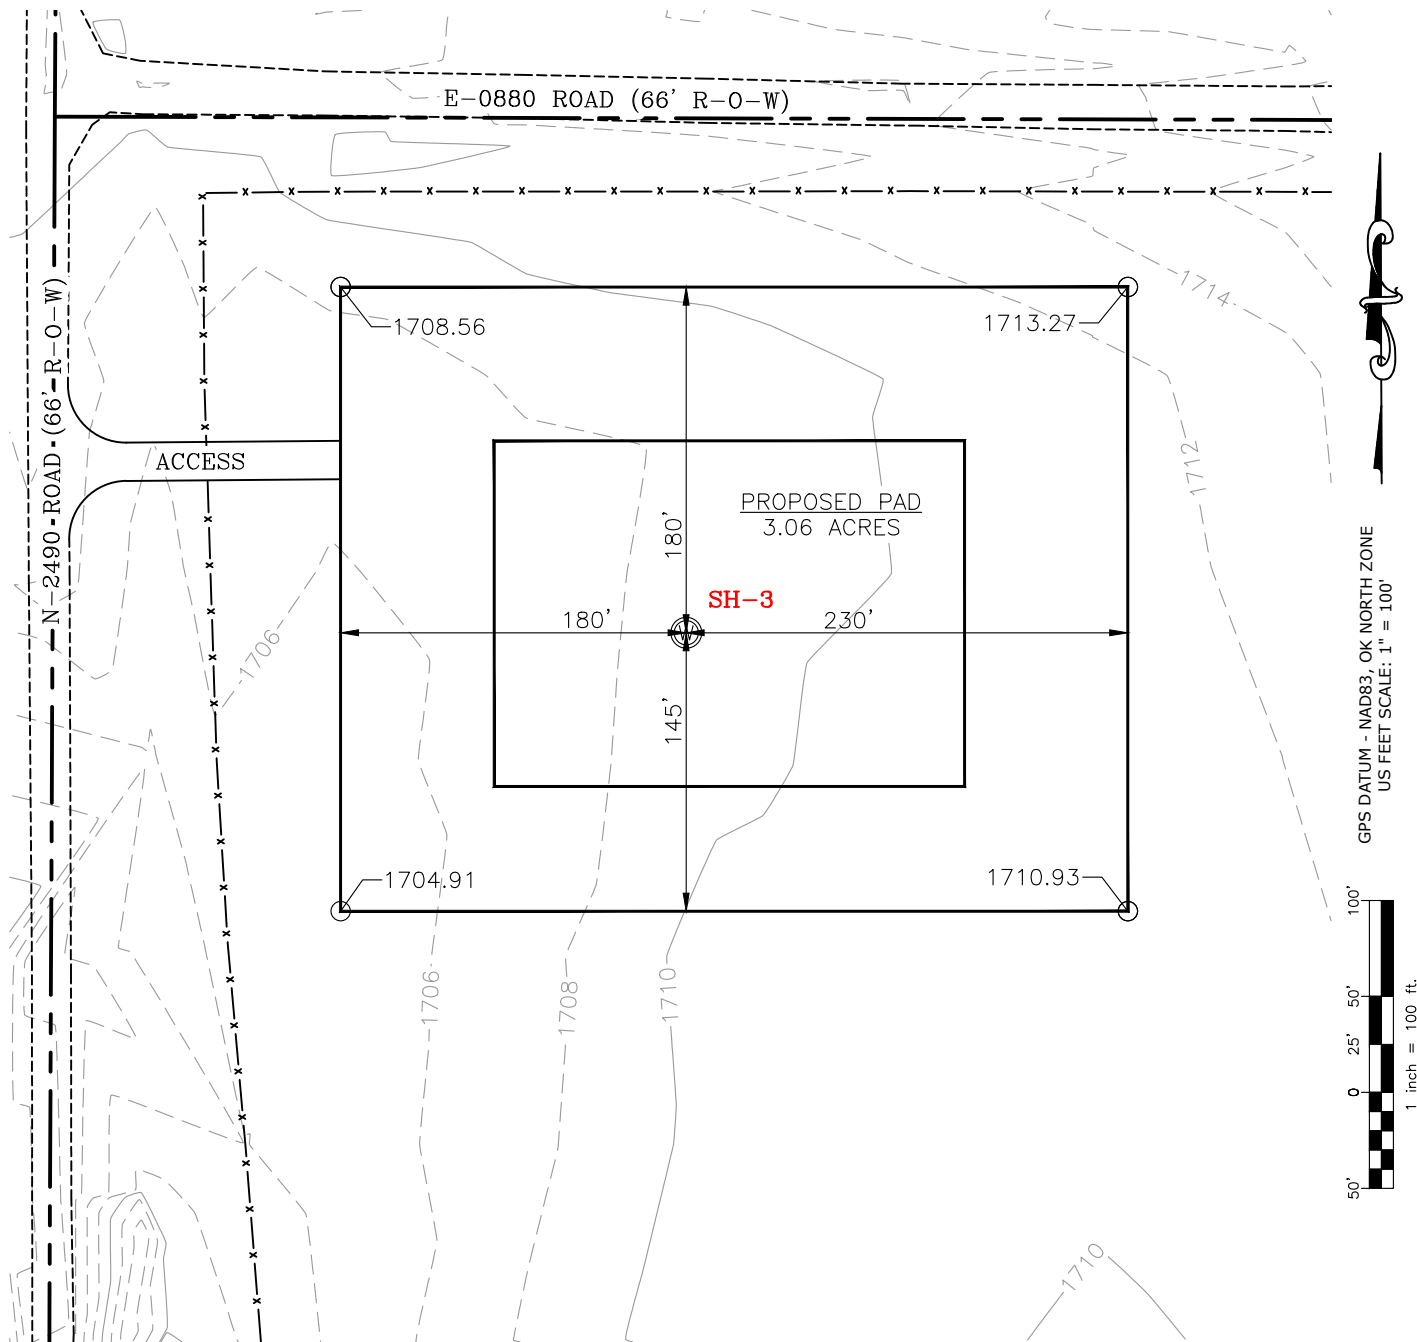 E-0880 ROAD (66' R-O-W)
N-2490 ROAD (66' R-O-W)
1714
1708.56
1713.27
ACCESS
1712
PROPOSED PAD
3.06 ACRES
180'
SH-3
180'
W
230'
1706
145'
1704.91
1710.93
1706
1708
1710
1710
GPS DATUM - NAD83, OK NORTH ZONE
US FEET SCALE: 1" = 100'
100'
50'
25'
0
50'
1 inch = 100 ft.